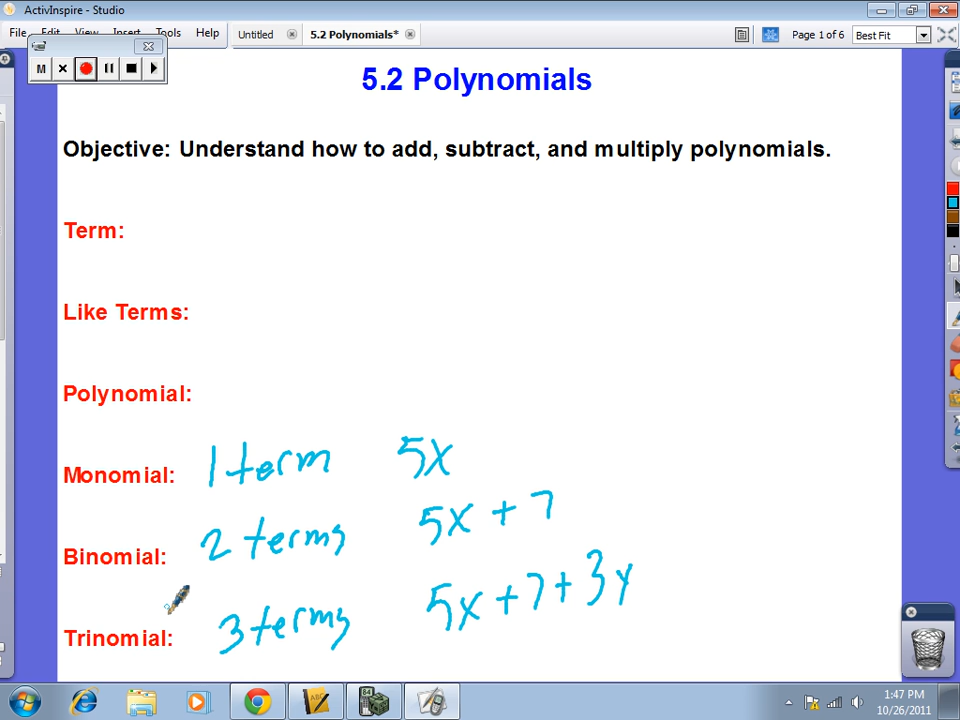 ActivInspire - Studio
File Edit View Insert Tools Help Untitled 5.2 Polynomials* Page 1 of 6 Best Fit
M
5.2 Polynomials
Objective: Understand how to add, subtract, and multiply polynomials.
Term:
Like Terms:
Polynomial:
Monomial: 1 term 5x
Binomial: 2 terms 5x + 7
Trinomial: 3 terms 5x + 7 + 3y
1:47 PM
10/26/2011